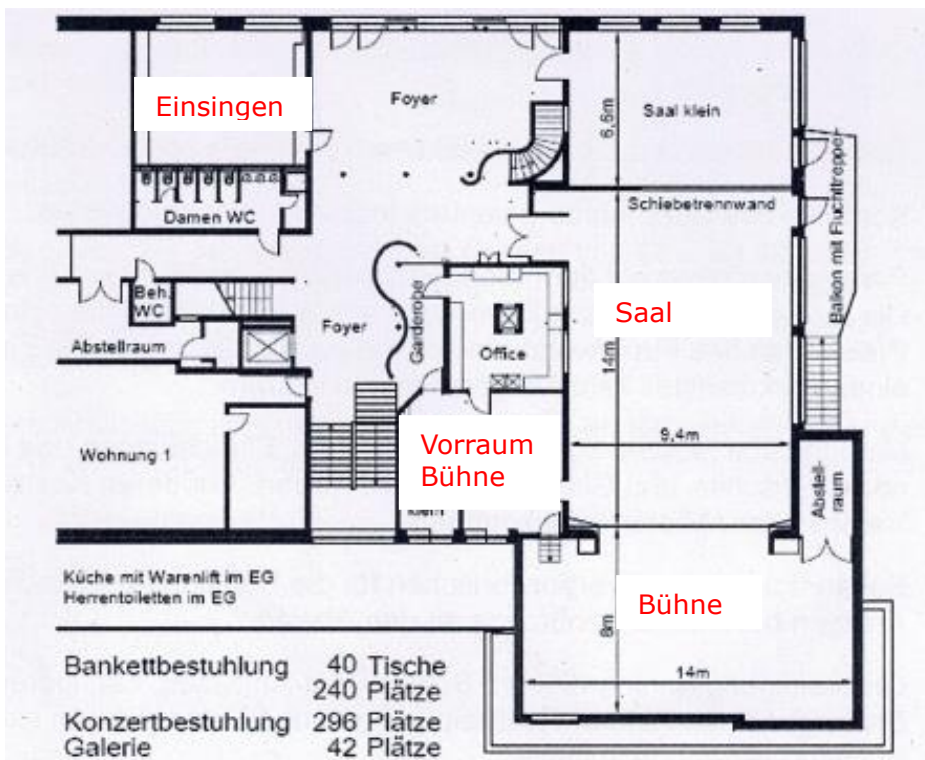 Einsingen
Foyer
Saal klein
6,6m
Damen WC
Schiebetrennwand
Balkon mit Fluchttreppe
Beh.
WC
Abstellraum
Foyer
Garderobe
Office
Saal
14m
9,4m
Wohnung 1
Vorraum
Bühne
Abstell-
raum
Küche mit Warenlift im EG
Herrentoiletten im EG
Bühne
8m
14m
Bankettbestuhlung 40 Tische
240 Plätze
Konzertbestuhlung 296 Plätze
Galerie 42 Plätze